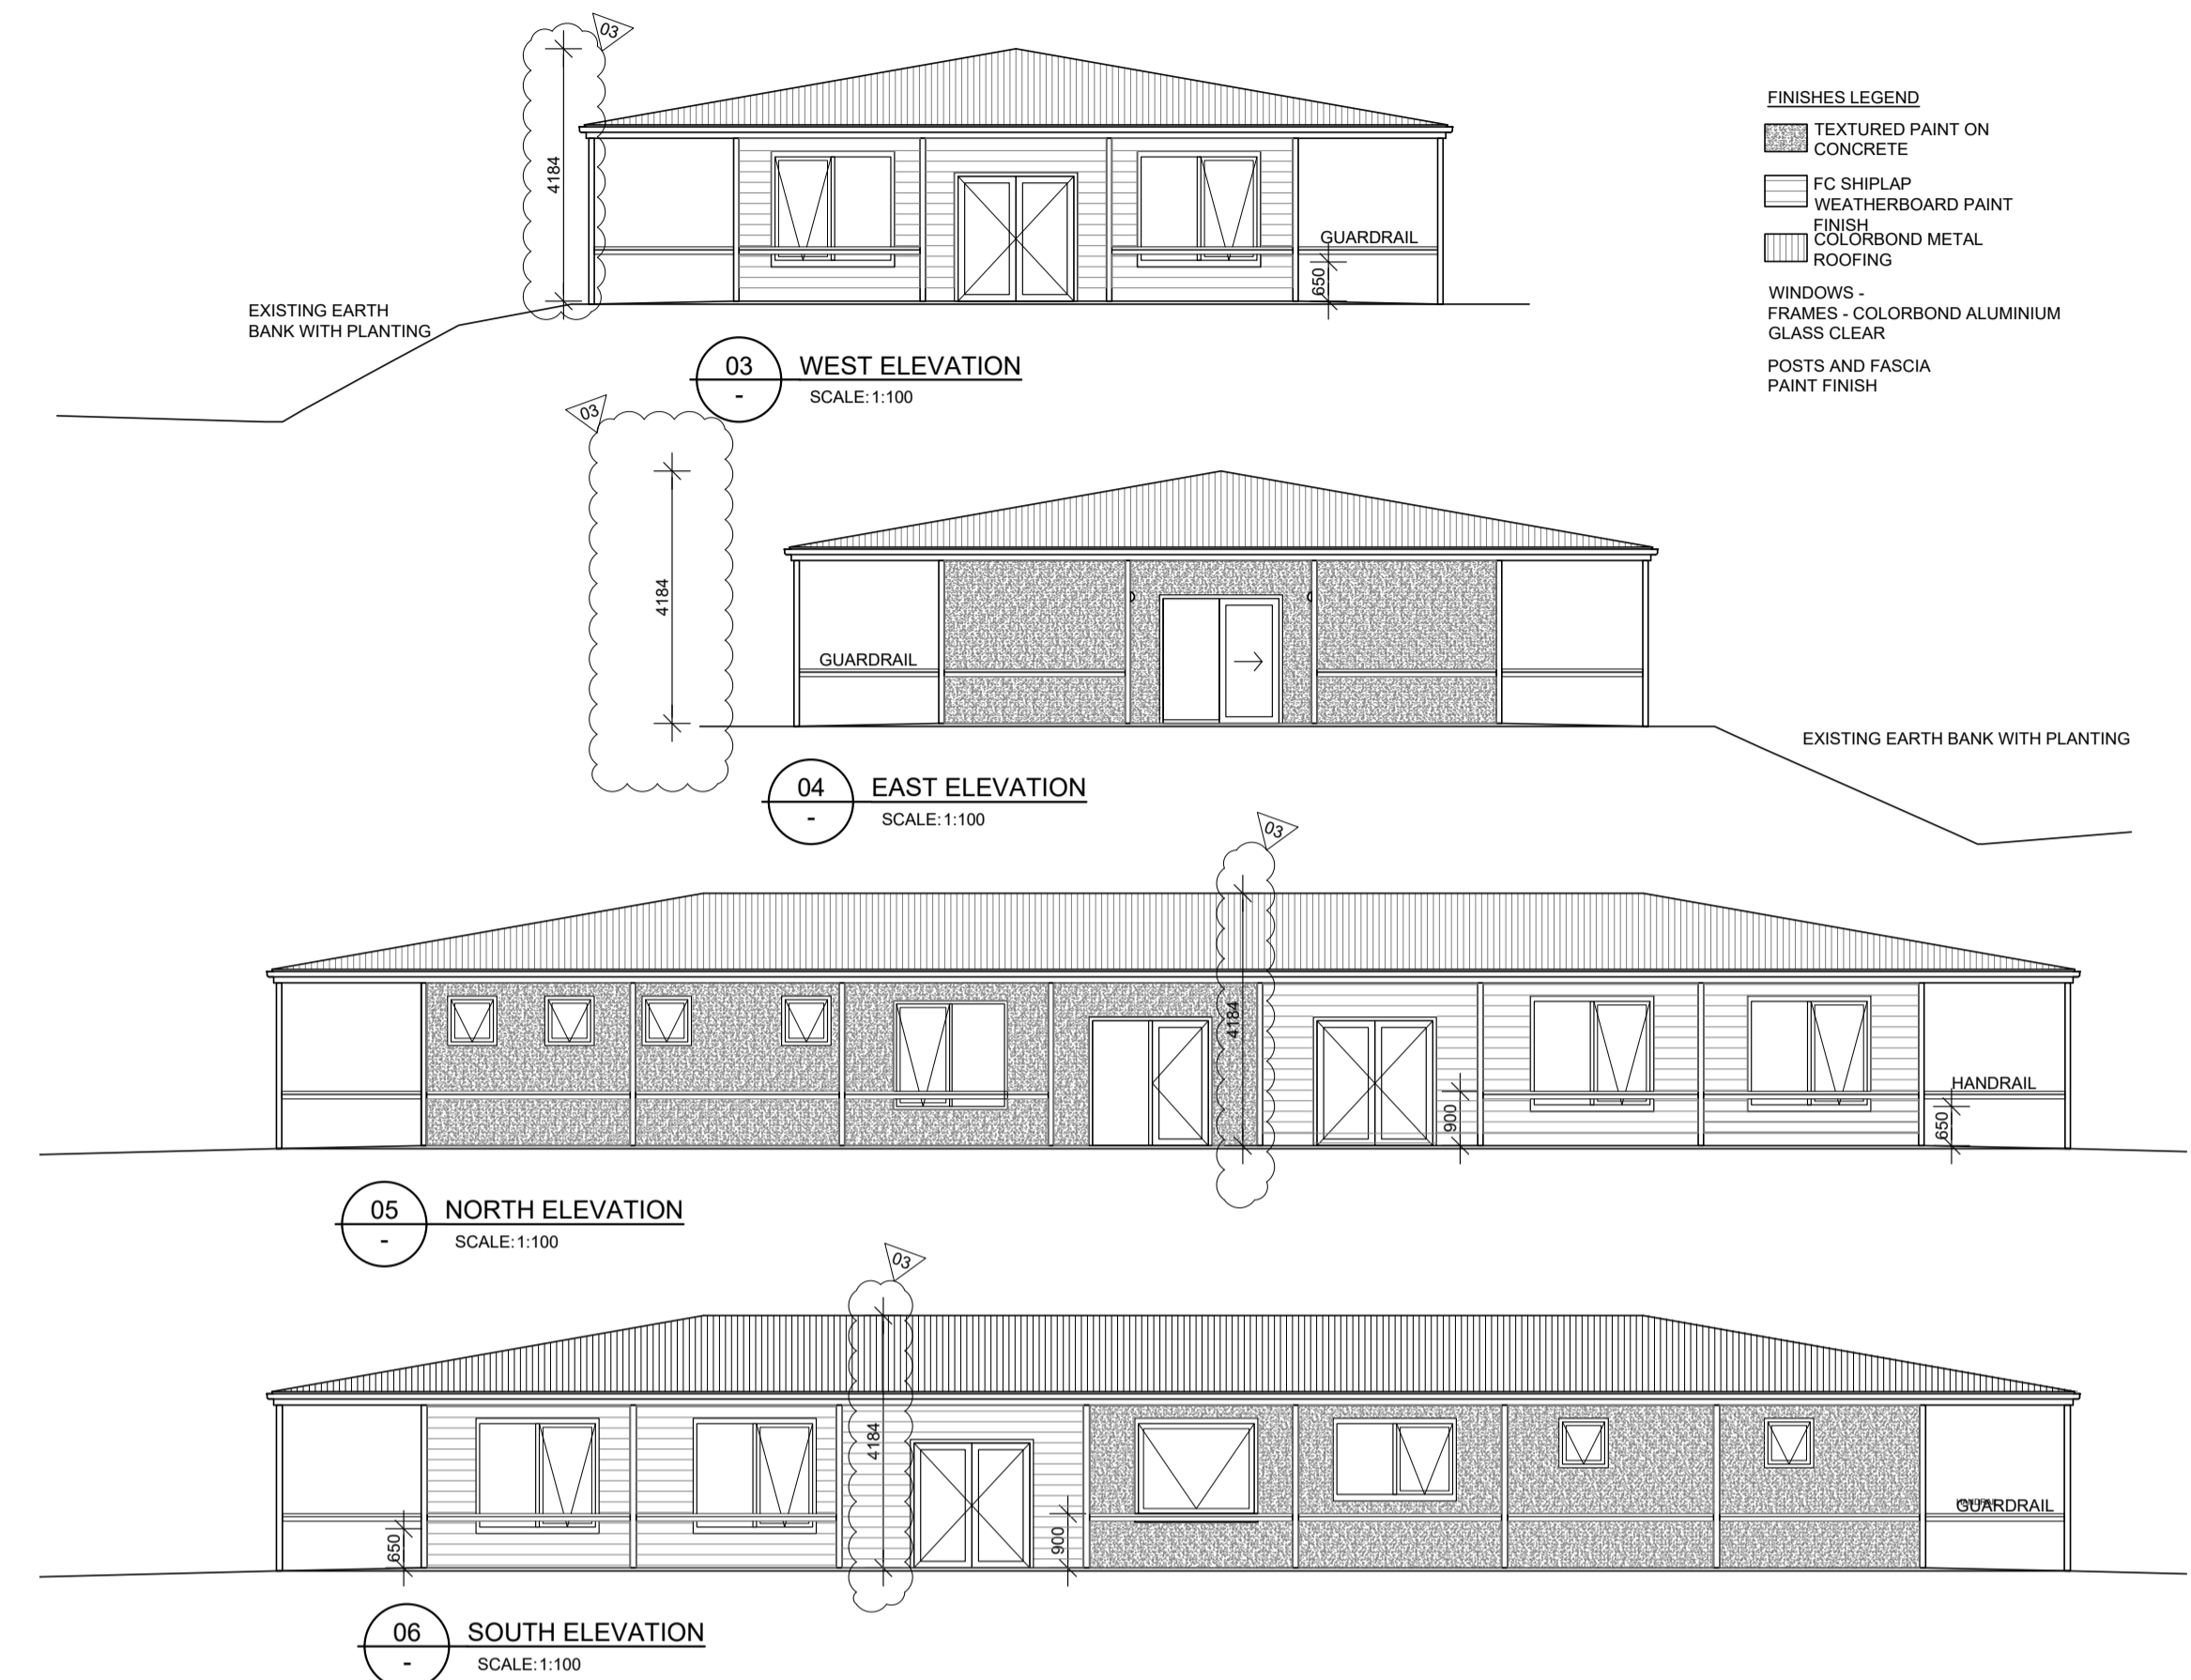 03
4184
GUARDRAIL
650
EXISTING EARTH
BANK WITH PLANTING
03
-
WEST ELEVATION
SCALE: 1:100
FINISHES LEGEND
TEXTURED PAINT ON
CONCRETE
FC SHIPLAP
WEATHERBOARD PAINT
FINISH
COLORBOND METAL
ROOFING
WINDOWS -
FRAMES - COLORBOND ALUMINIUM
GLASS CLEAR
POSTS AND FASCIA
PAINT FINISH
03
4184
GUARDRAIL
EXISTING EARTH BANK WITH PLANTING
04
-
EAST ELEVATION
SCALE: 1:100
03
4184
900
HANDRAIL
650
05
-
NORTH ELEVATION
SCALE: 1:100
03
4184
650
900
GUARDRAIL
06
-
SOUTH ELEVATION
SCALE: 1:100